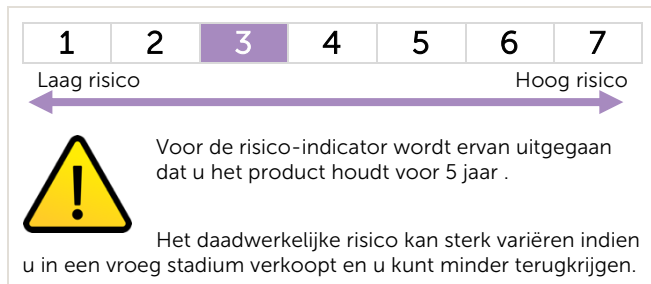 1 2 3 4 5 6 7
Laag risico Hoog risico
Voor de risico-indicator wordt ervan uitgegaan
dat u het product houdt voor 5 jaar .
Het daadwerkelijke risico kan sterk variëren indien
u in een vroeg stadium verkoopt en u kunt minder terugkrijgen.